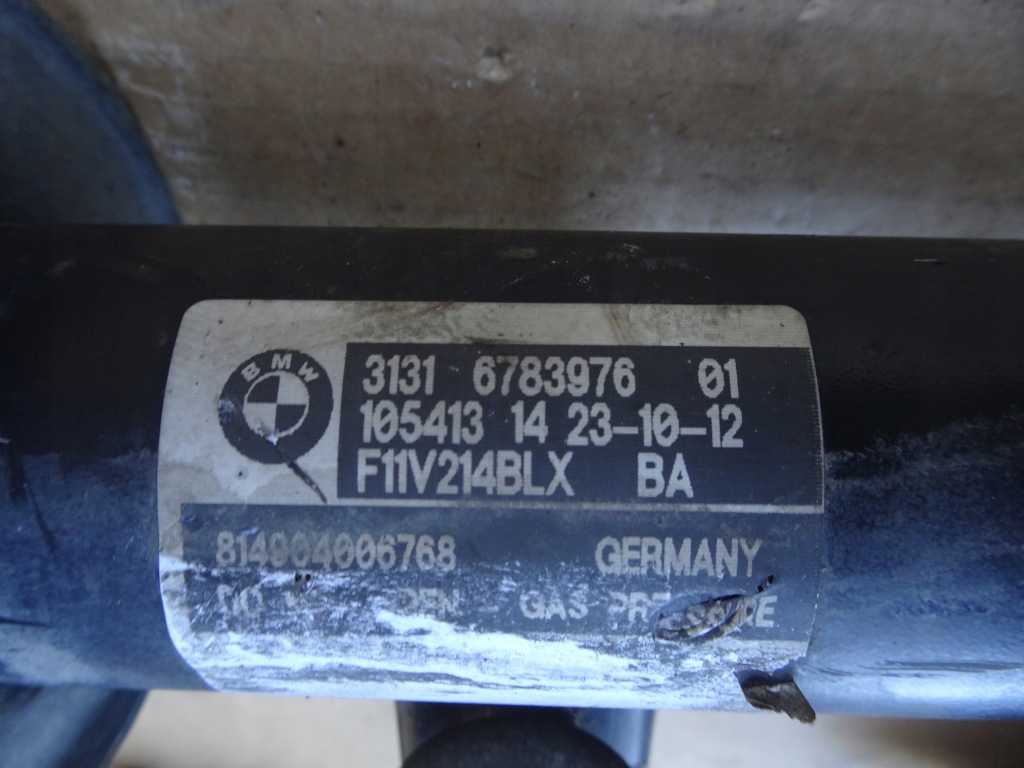 BMW
3131 6783976 01
105413 14 23-10-12
F11V214BLX BA
814904006768 GERMANY
GAS